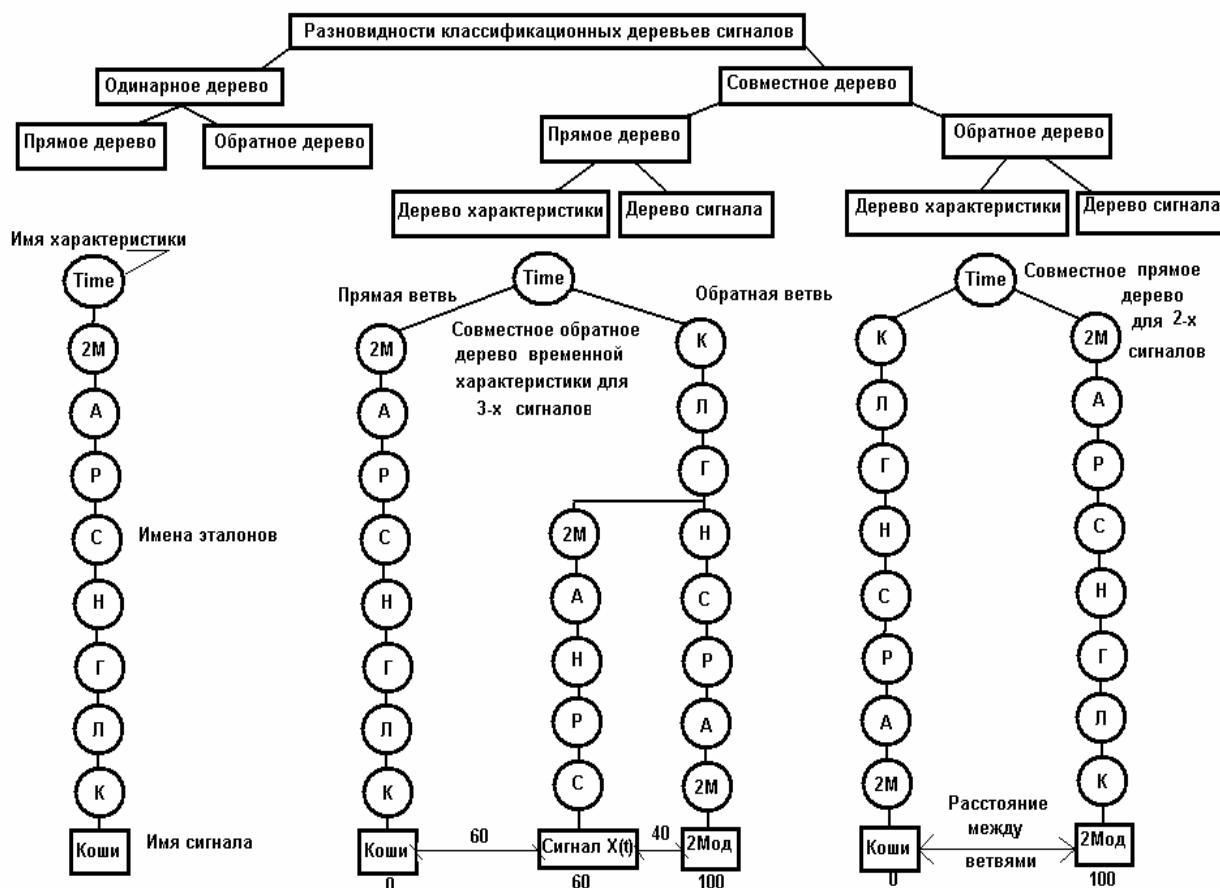 Разновидности классификационных деревьев сигналов
Одинарное дерево
Совместное дерево
Прямое дерево
Обратное дерево
Прямое дерево
Обратное дерево
Дерево характеристики
Дерево сигнала
Дерево характеристики
Дерево сигнала
Имя характеристики
Time
2М
А
Р
С
Н
Г
Л
К
Коши
Имена эталонов
Имя сигнала
Time
Прямая ветвь
Обратная ветвь
Совместное обратное
дерево временной
характеристики для
3-х сигналов
2М
А
Р
С
Н
Г
Л
К
Коши
0
60
2М
А
Н
Р
С
Сигнал X(t)
60
40
К
Л
Г
Н
С
Р
А
2М
2Мод
100
Time
Совместное прямое
дерево
для 2-х
сигналов
К
Л
Г
Н
С
Р
А
2М
Коши
0
Расстояние
между
ветвями
2М
А
Р
С
Н
Г
Л
К
2Мод
100